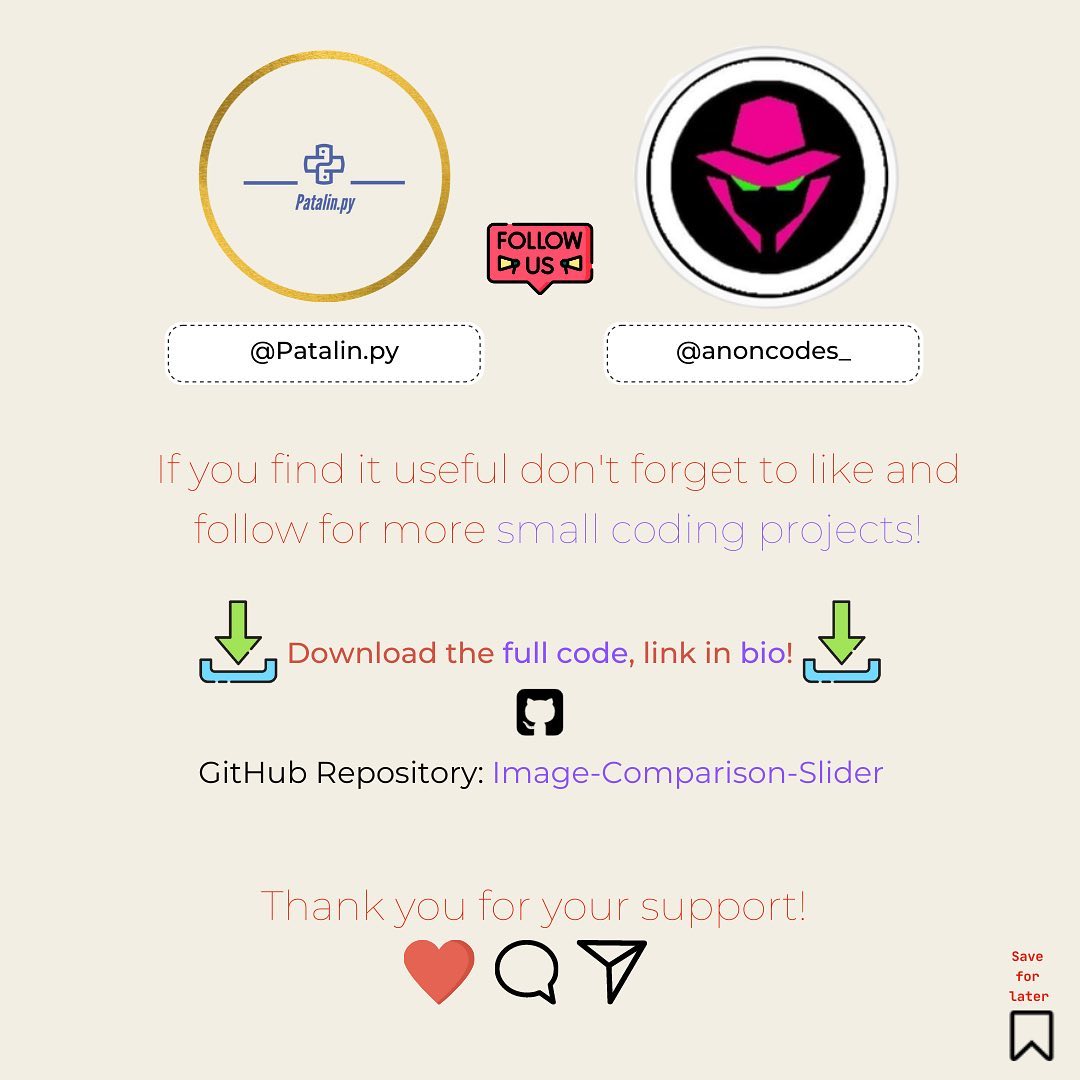 Patalin.py
FOLLOW
US
@Patalin.py
@anoncodes_
If you find it useful don't forget to like and
follow for more small coding projects!
Download the full code, link in bio!
GitHub Repository: Image-Comparison-Slider
Thank you for your support!
Save
for
later